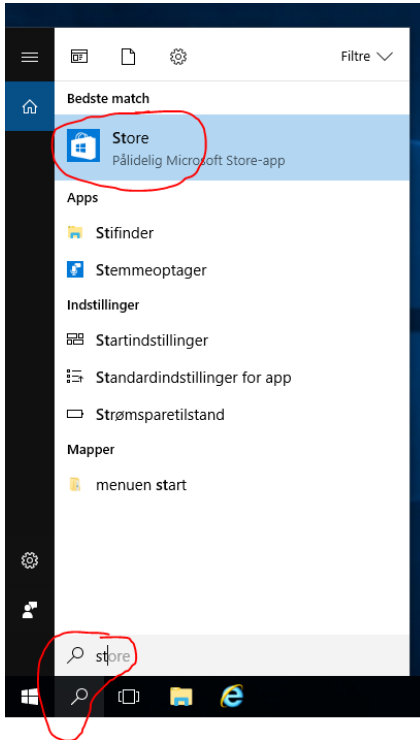 Filtre
Bedste match
Store
Pålidelig Microsoft Store-app
Apps
Stifinder
Stemmeoptager
Indstillinger
Startindstillinger
Standardindstillinger for app
Strømsparetilstand
Mapper
menuen start
store